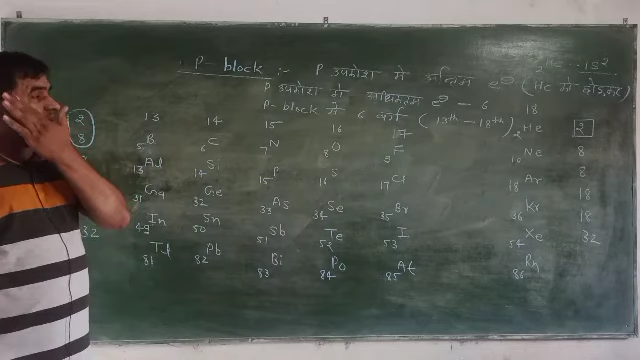 P-block :- P उपकोश में अन्तिम e⊖ (He को छोड़कर)
₂He ... 1s²
P उपकोश में अधिकतम e⊖ - 6
P-block में 6 वर्ग (13th - 18th)
2 13 14 15 16 17 18
8 ₅B ₆C ₇N ₈O ₉F ₂He 2
₁₃Al ₁₄Si ₁₅P ₁₆S ₁₇Cl ₁₀Ne 8
₃₁Ga ₃₂Ge ₃₃As ₃₄Se ₃₅Br ₁₈Ar 8
₄₉In ₅₀Sn ₅₁Sb ₅₂Te ₅₃I ₃₆Kr 18
32 ₈₁Tl ₈₂Pb ₈₃Bi ₈₄Po ₈₅At ₅₄Xe 18
₈₆Rn 32